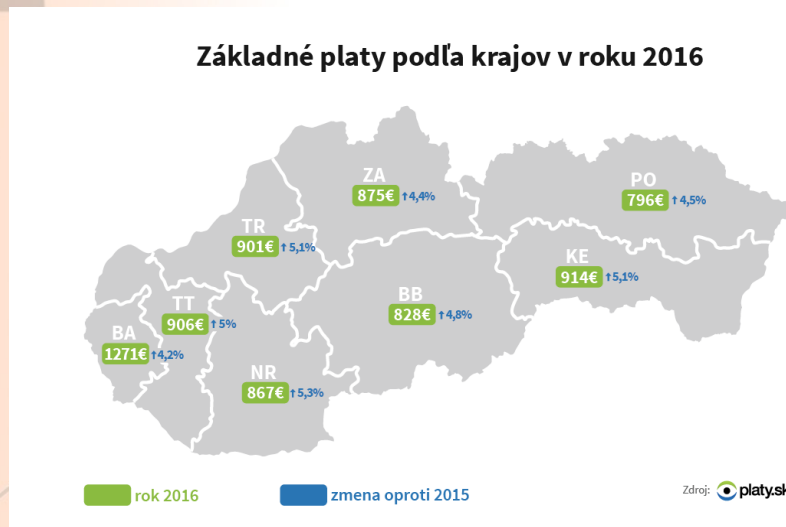 Základné platy podľa krajov v roku 2016
ZA
875€ ↑4,4%
PO
796€ ↑4,5%
TR
901€ ↑5,1%
KE
914€ ↑5,1%
BB
828€ ↑4,8%
TT
906€ ↑5%
BA
1271€ ↑4,2%
NR
867€ ↑5,3%
rok 2016
zmena oproti 2015
Zdroj: platy.sk